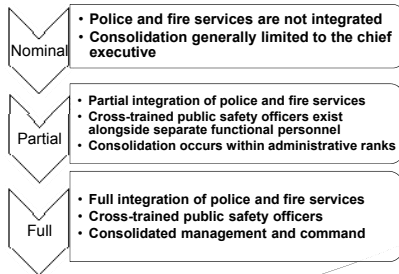 Nominal
• Police and fire services are not integrated
• Consolidation generally limited to the chief
executive
Partial
• Partial integration of police and fire services
• Cross-trained public safety officers exist
alongside separate functional personnel
• Consolidation occurs within administrative ranks
Full
• Full integration of police and fire services
• Cross-trained public safety officers
• Consolidated management and command